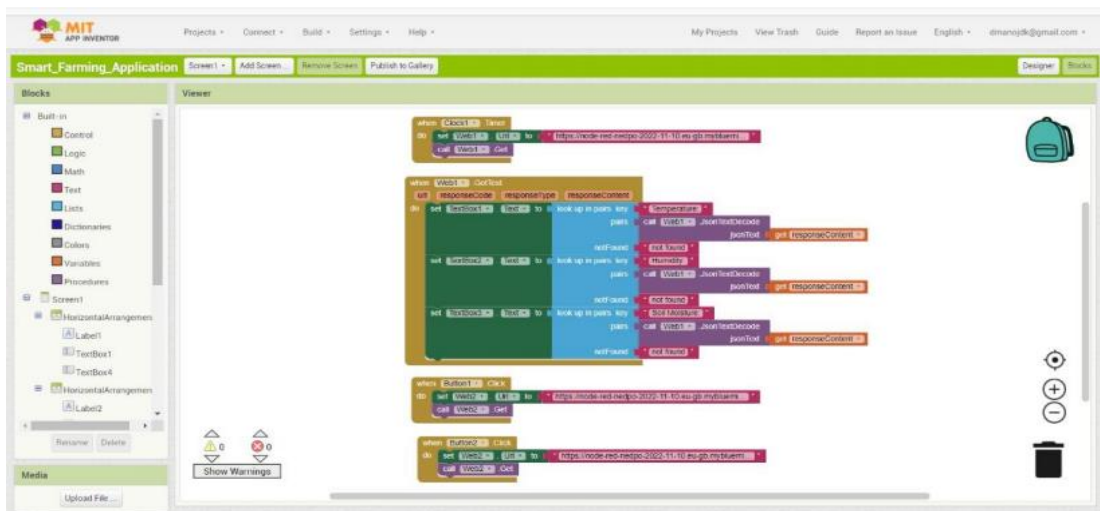 MIT
APP INVENTOR
Projects Connect Build Settings Help
My Projects View Trash Guide Report an Issue English dmanojdk@gmail.com
Smart_Farming_Application Screen1 Add Screen... Remove Screen Publish to Gallery
Designer Blocks
Blocks
Viewer
Built-in
Control
Logic
Math
Text
Lists
Dictionaries
Colors
Variables
Procedures
Screen1
HorizontalArrangemen
Label1
TextBox1
TextBox4
HorizontalArrangemen
Label2
Rename Delete
Media
Upload File ...
when Clock1 .Timer
do set Web1 . Url to
call Web1 .Get
when Web1 .GotText
url responseCode responseType responseContent
do set TextBox1 . Text to look up in pairs key " Temperature "
pairs call Web1 .JsonTextDecode
jsonText get responseContent
notFound " not found "
set TextBox2 . Text to look up in pairs key " Humidity "
pairs call Web1 .JsonTextDecode
jsonText get responseContent
notFound " not found "
set TextBox3 . Text to look up in pairs key " Soil Moisture "
pairs call Web1 .JsonTextDecode
jsonText get responseContent
notFound " not found "
when Button1 .Click
do set Web2 . Url to
call Web2 .Get
when Button2 .Click
do set Web2 . Url to
call Web2 .Get
0 0
Show Warnings